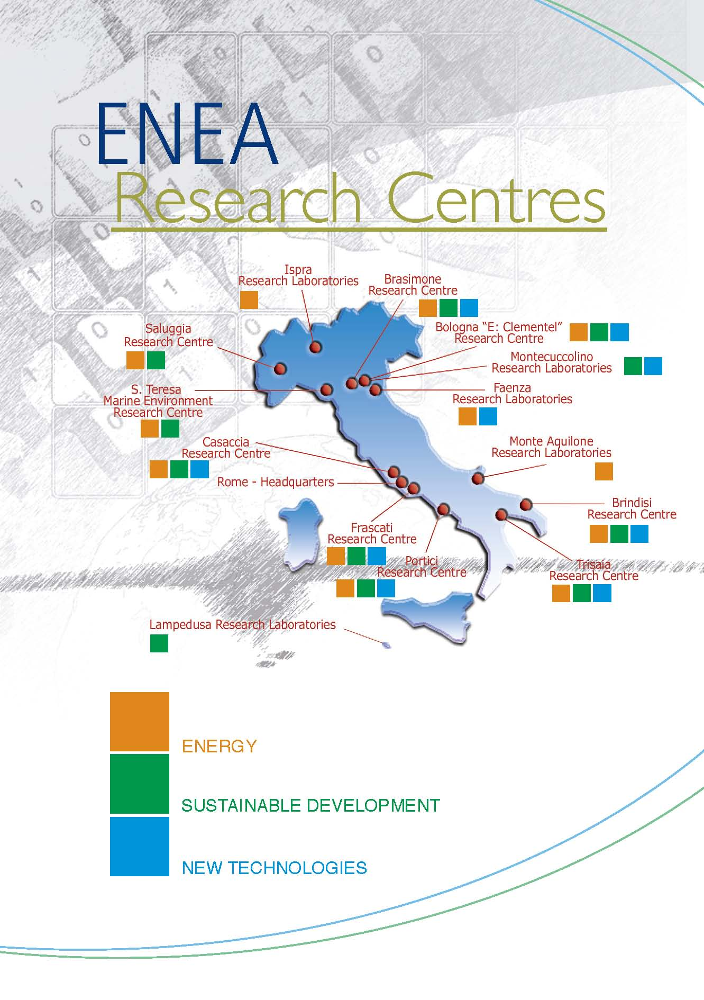 ENEA
Research Centres
Ispra
Research Laboratories
Brasimone
Research Centre
Bologna “E: Clementel”
Research Centre
Saluggia
Research Centre
Montecuccolino
Research Laboratories
S. Teresa
Marine Environment
Research Centre
Faenza
Research Laboratories
Casaccia
Research Centre
Monte Aquilone
Research Laboratories
Rome - Headquarters
Brindisi
Research Centre
Frascati
Research Centre
Portici
Research Centre
Trisaia
Research Centre
Lampedusa Research Laboratories
ENERGY
SUSTAINABLE DEVELOPMENT
NEW TECHNOLOGIES